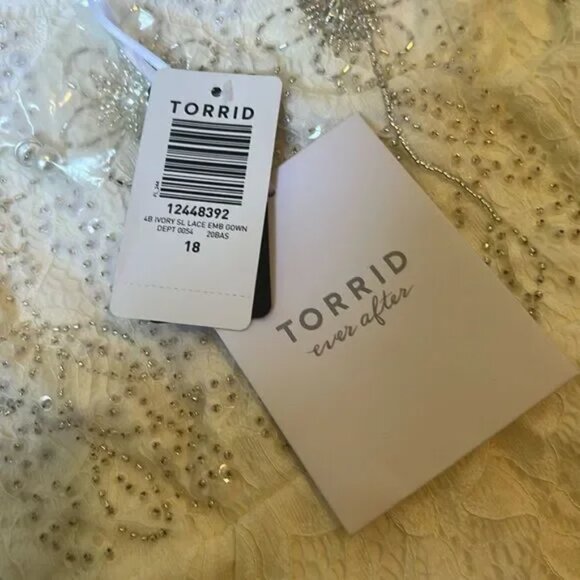 TORRID
12448392
4B IVORY SL LACE EMB GOWN
DEPT 0054 20BAS
18
TORRID
ever after